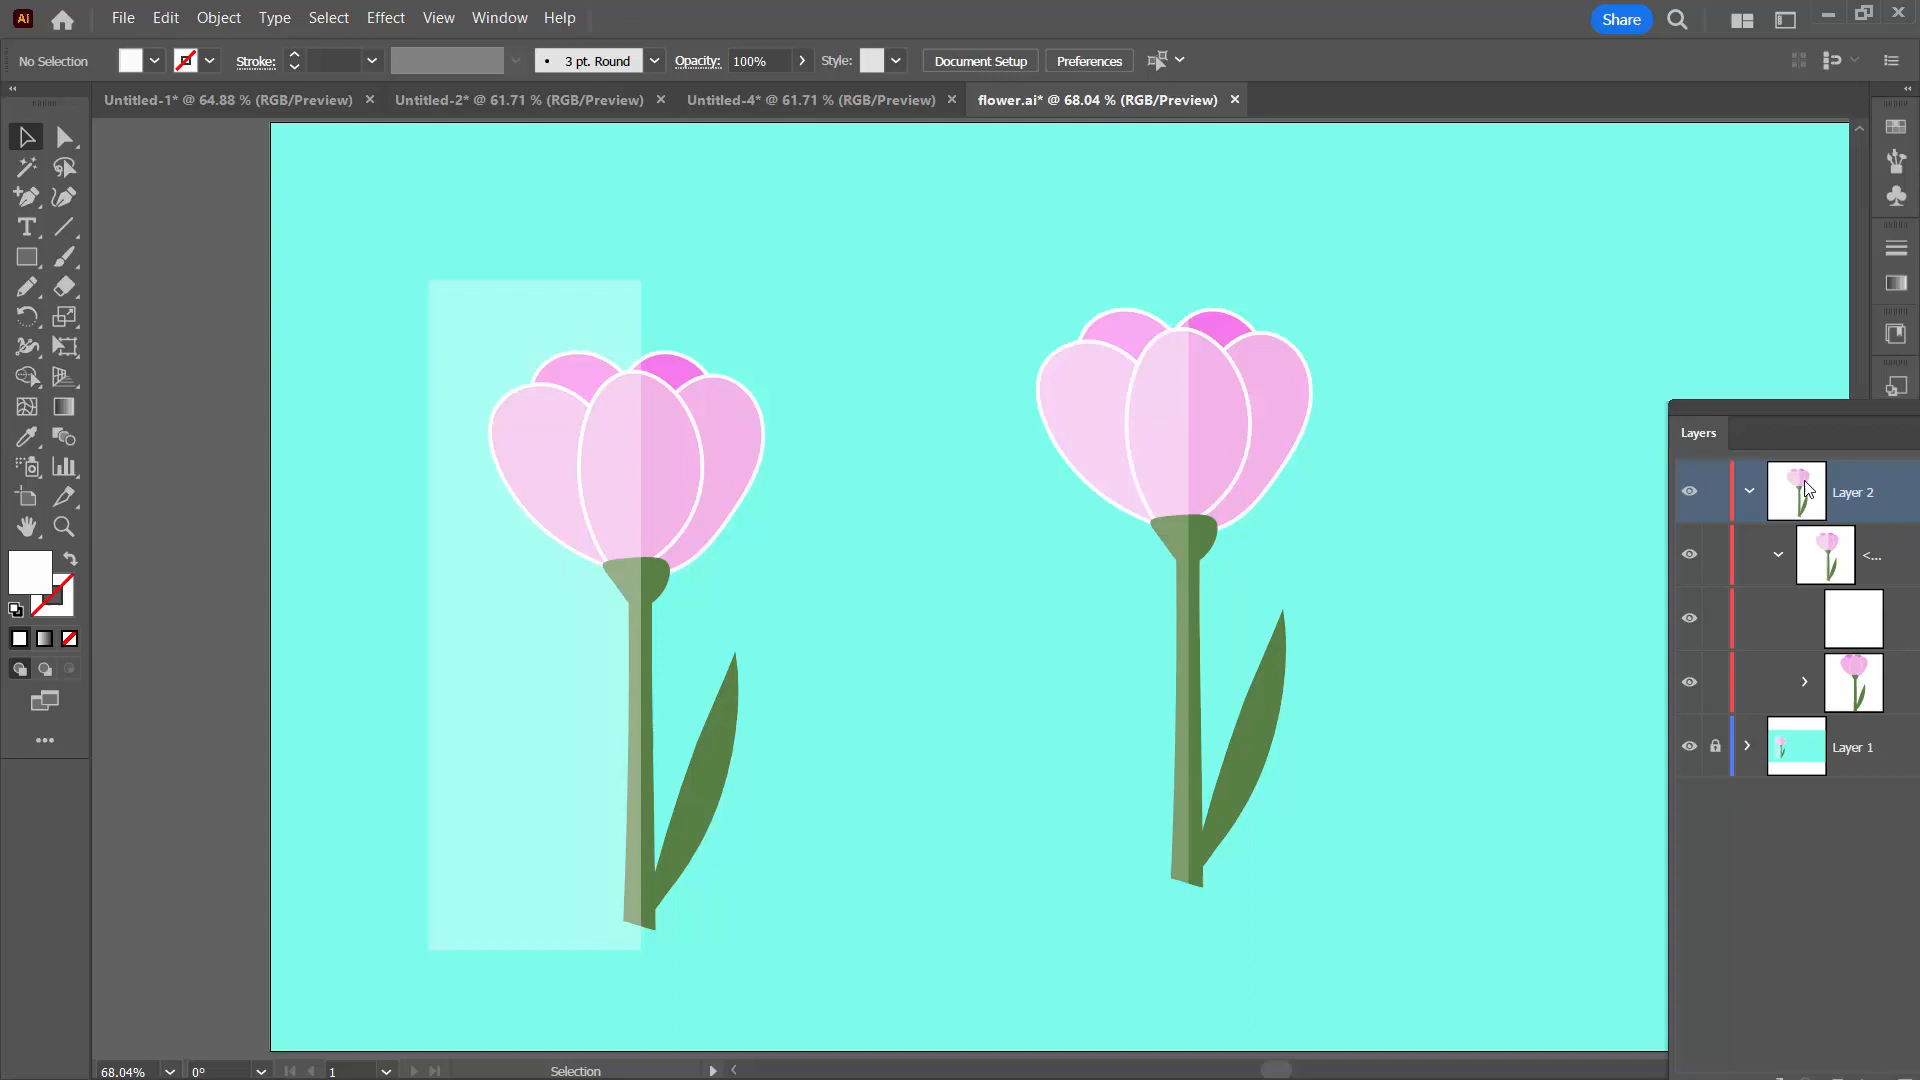 Ai File Edit Object Type Select Effect View Window Help Share
No Selection Stroke: 3 pt. Round Opacity: 100% Style: Document Setup Preferences
Untitled-1* @ 64.88 % (RGB/Preview) Untitled-2* @ 61.71 % (RGB/Preview) Untitled-4* @ 61.71 % (RGB/Preview) flower.ai* @ 68.04 % (RGB/Preview)
Layers
Layer 2
<...
Layer 1
68.04% 0° 1 Selection